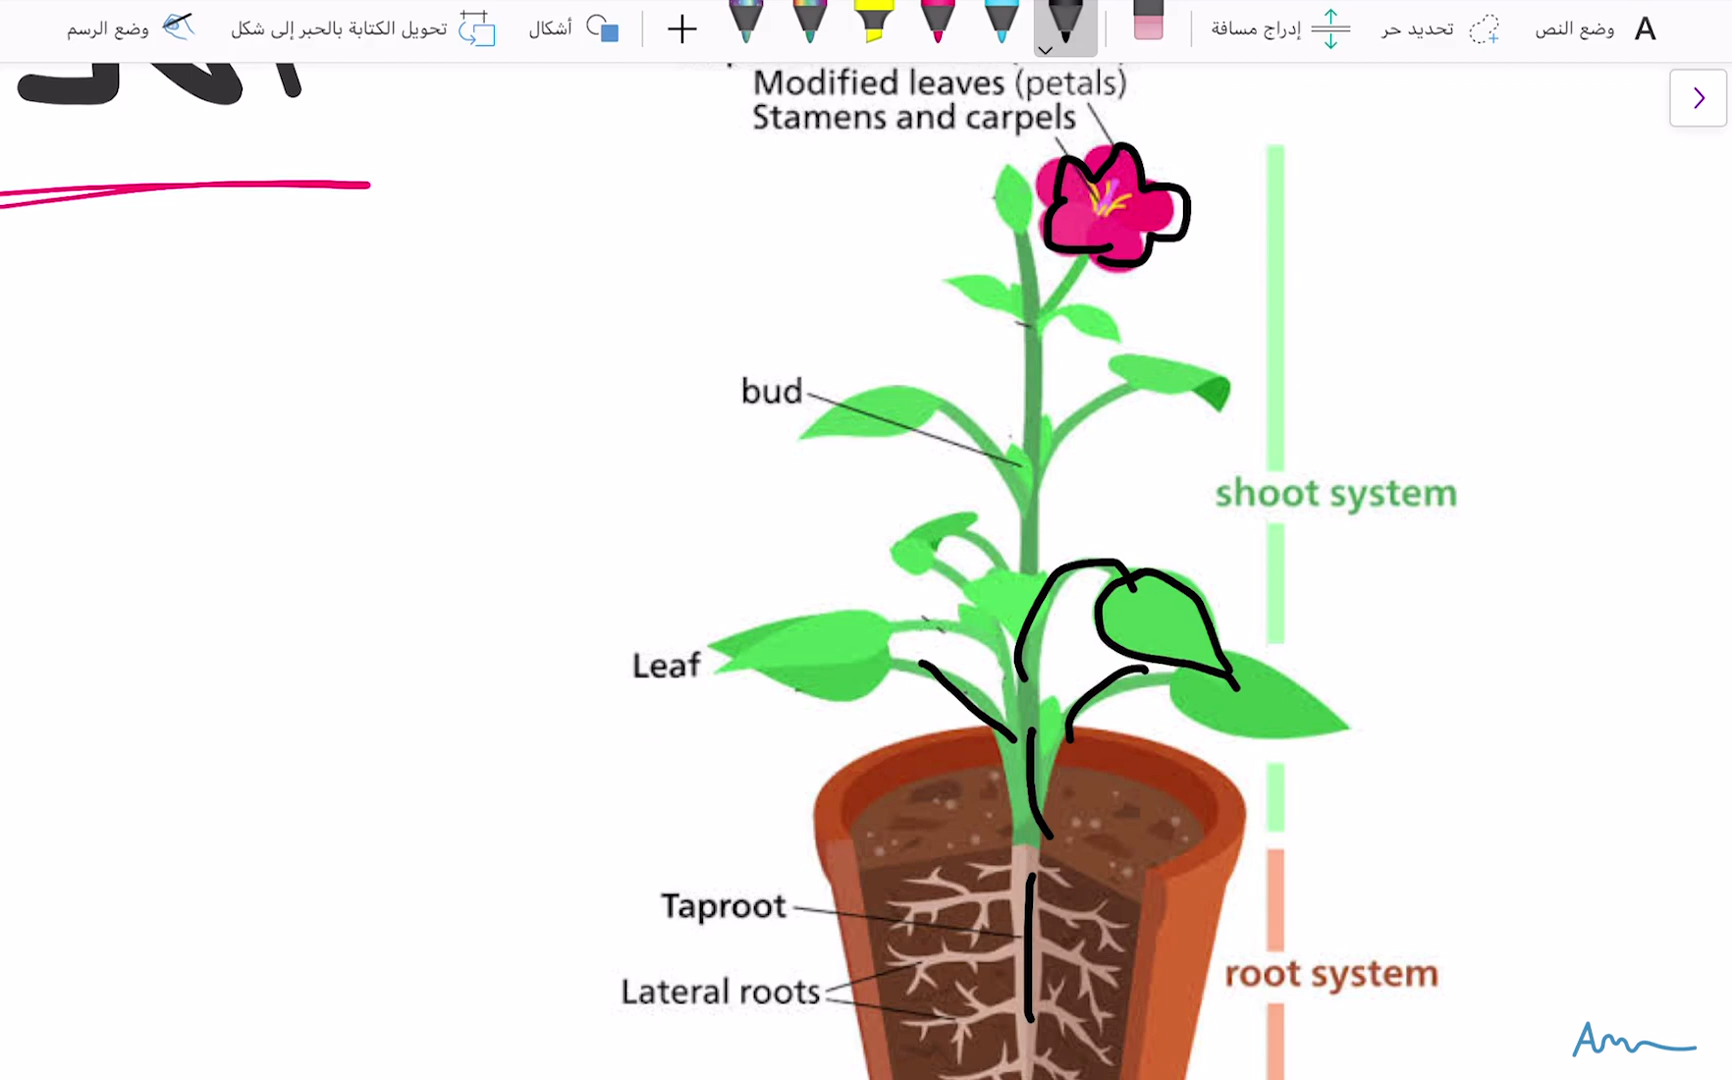 A وضع النص تحديد حر إدراج مسافة أشكال تحويل الكتابة بالحبر إلى شكل وضع الرسم
Modified leaves (petals)
Stamens and carpels
bud
shoot system
Leaf
Taproot
root system
Lateral roots